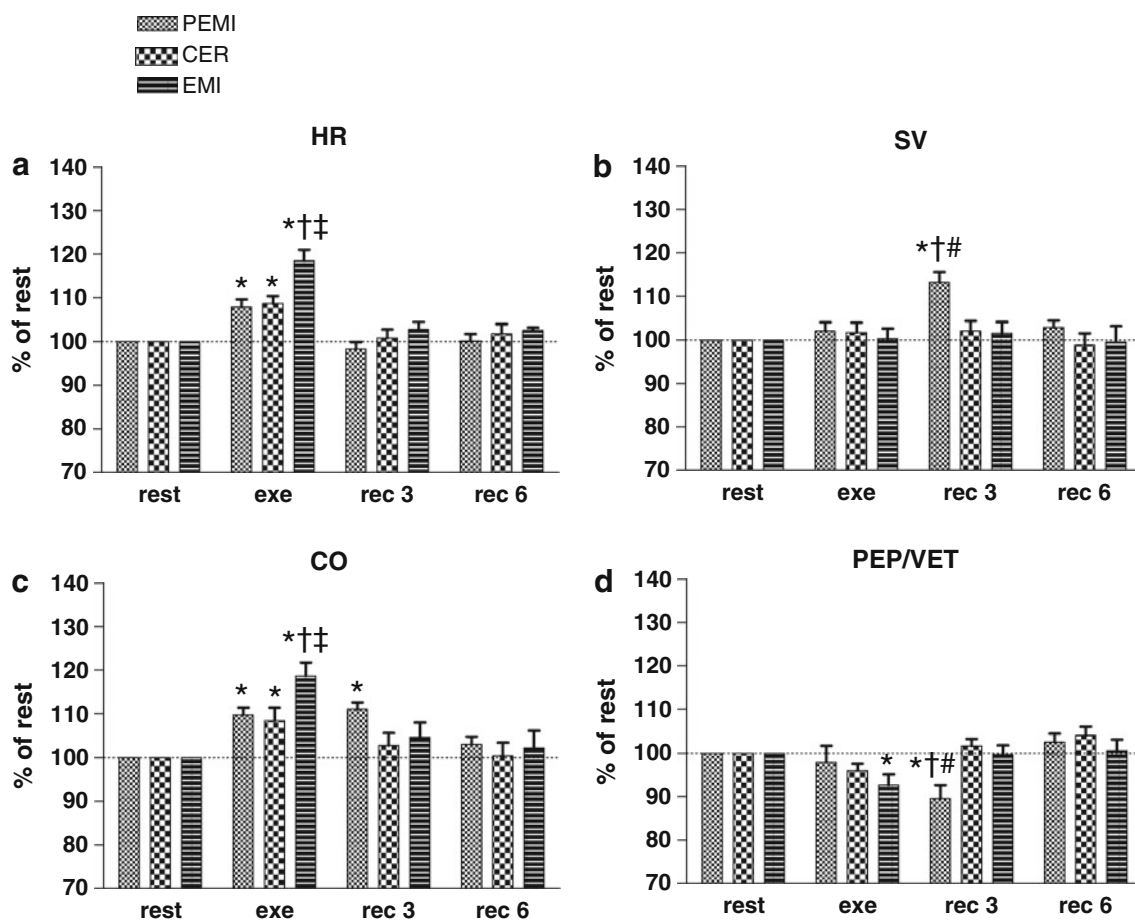 PEMI
CER
EMI
a
HR
% of rest
140
130
120
110
100
90
80
70
* * *†‡
rest exe rec 3 rec 6
b
SV
% of rest
140
130
120
110
100
90
80
70
*†#
rest exe rec 3 rec 6
c
CO
% of rest
140
130
120
110
100
90
80
70
* * *†‡ *
rest exe rec 3 rec 6
d
PEP/VET
% of rest
140
130
120
110
100
90
80
70
* *†#
rest exe rec 3 rec 6